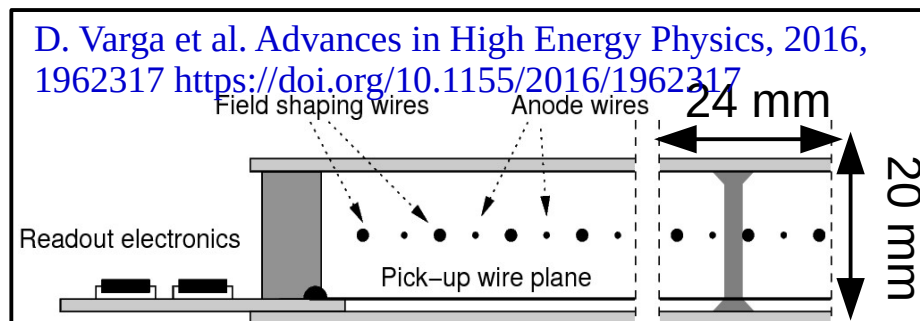 D. Varga et al. Advances in High Energy Physics, 2016,
1962317 https://doi.org/10.1155/2016/1962317
Field shaping wires
Anode wires
24 mm
20 mm
Readout electronics
Pick−up wire plane